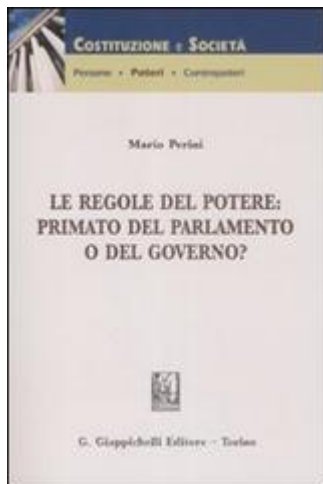 COSTITUZIONE E SOCIETÀ
Persone • Poteri • Contropoteri
Mario Perini
LE REGOLE DEL POTERE:
PRIMATO DEL PARLAMENTO
O DEL GOVERNO?
G. Giappichelli Editore – Torino